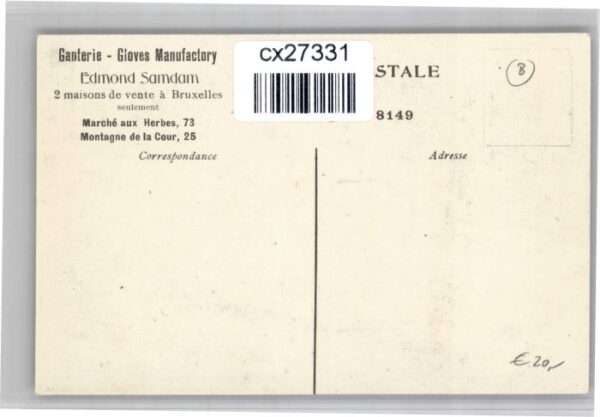 Ganterie - Gloves Manufactory
Edmond Samdam
2 maisons de vente à Bruxelles
seulement
Marché aux Herbes, 73
Montagne de la Cour, 25
cx27331
STALE
8149
8
Correspondance
Adresse
€ 20,-